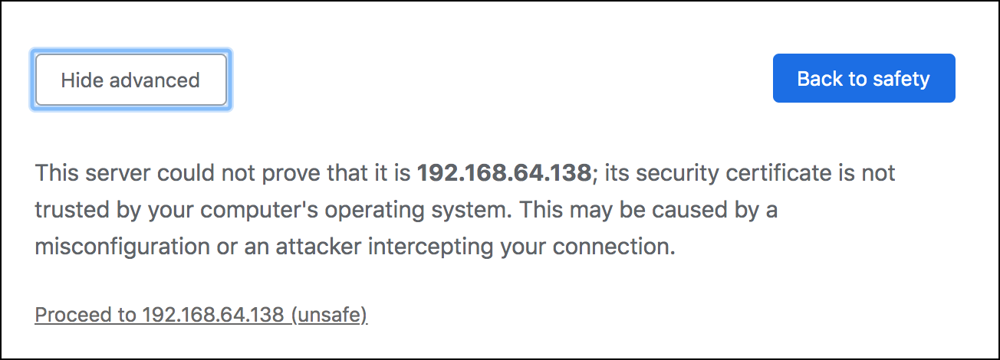 Hide advanced
Back to safety
This server could not prove that it is 192.168.64.138; its security certificate is not
trusted by your computer's operating system. This may be caused by a
misconfiguration or an attacker intercepting your connection.
Proceed to 192.168.64.138 (unsafe)